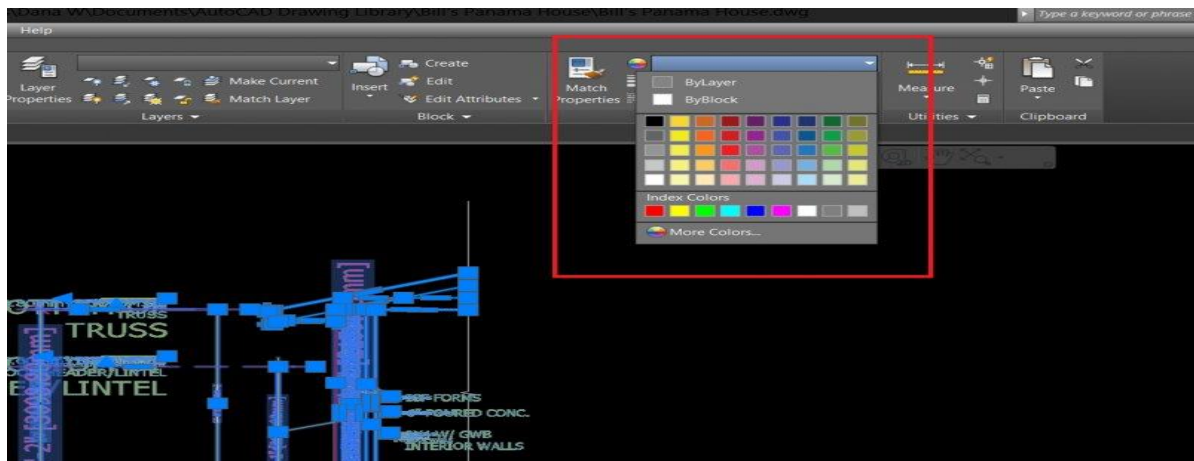 \Dana W\Documents\AutoCAD Drawing Library\Bill's Panama House\Bill's Panama House.dwg
Type a keyword or phrase
Help
Layer
Properties
Make Current
Match Layer
Layers
Insert
Create
Edit
Edit Attributes
Block
Match
Properties
ByLayer
ByBlock
Index Colors
More Colors...
Measure
Utilities
Paste
Clipboard
TRUSS
TRUSS
LINTEL
FORMS
POURED CONC.
W/ GWB
INTERIOR WALLS